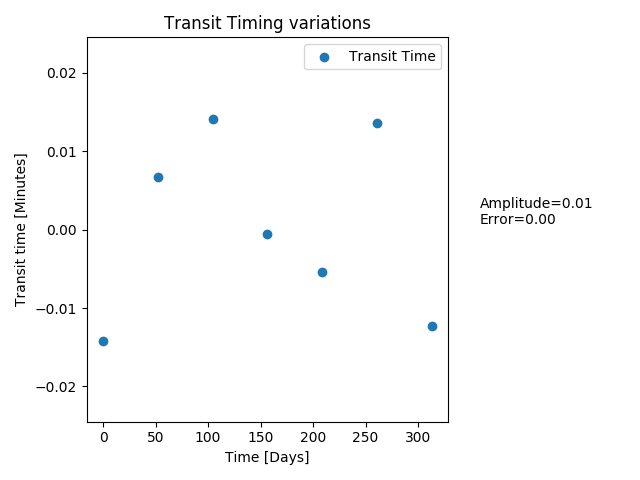 Transit Timing variations
Transit Time
0.02
0.01
0.00
−0.01
−0.02
Transit time [Minutes]
0 50 100 150 200 250 300
Time [Days]
Amplitude=0.01
Error=0.00